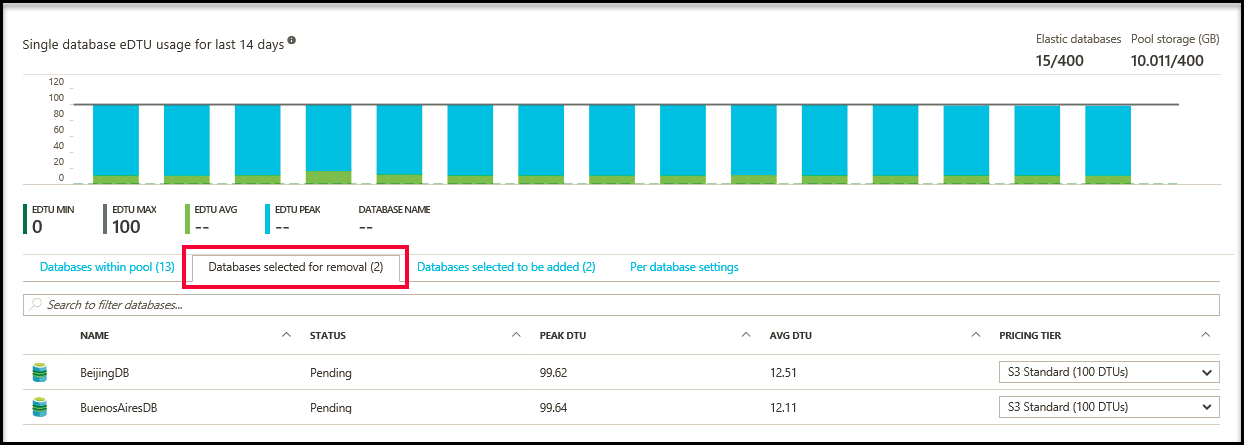 Single database eDTU usage for last 14 days
Elastic databases Pool storage (GB)
15/400 10.011/400
120
100
80
60
40
20
0
EDTU MIN EDTU MAX EDTU AVG EDTU PEAK DATABASE NAME
0 100 -- -- --
Databases within pool (13) Databases selected for removal (2) Databases selected to be added (2) Per database settings
Search to filter databases...
NAME STATUS PEAK DTU AVG DTU PRICING TIER
BeijingDB Pending 99.62 12.51 S3 Standard (100 DTUs)
BuenosAiresDB Pending 99.64 12.11 S3 Standard (100 DTUs)